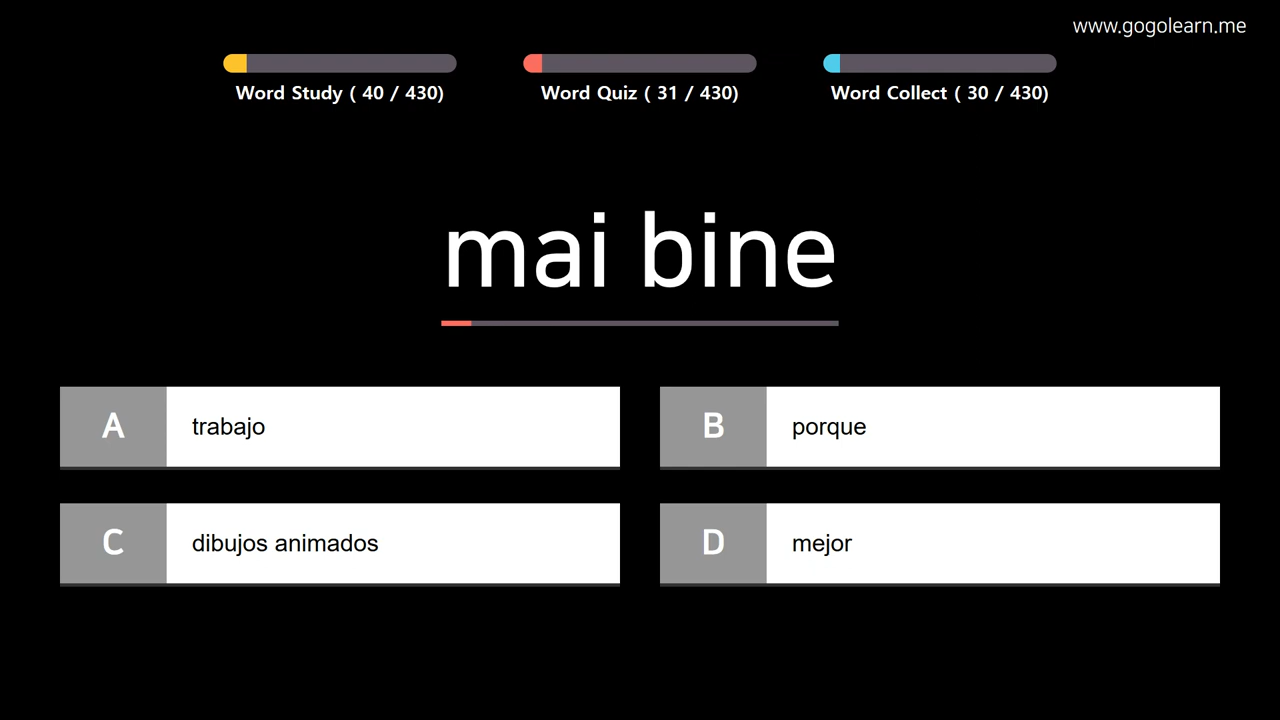 www.gogolearn.me
Word Study ( 40 / 430)
Word Quiz ( 31 / 430)
Word Collect ( 30 / 430)
mai bine
A trabajo
B porque
C dibujos animados
D mejor